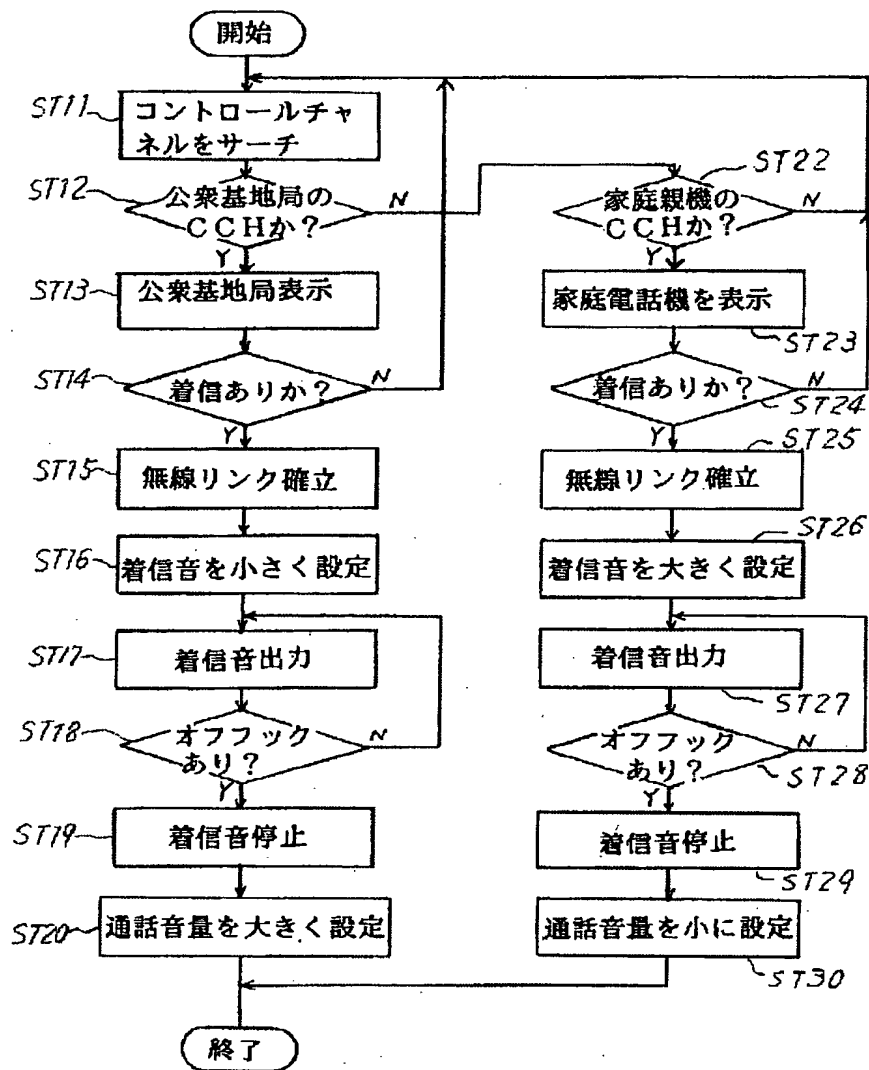 開始
ST11
コントロールチャ
ネルをサーチ
ST12
公衆基地局の
CCHか?
N
Y
ST13
公衆基地局表示
ST14
着信ありか?
N
Y
ST15
無線リンク確立
ST16
着信音を小さく設定
ST17
着信音出力
ST18
オフフック
あり?
N
Y
ST19
着信音停止
ST20
通話音量を大きく設定
終了
ST22
家庭親機の
CCHか?
N
Y
家庭電話機を表示
ST23
着信ありか?
N
ST24
Y
ST25
無線リンク確立
ST26
着信音を大きく設定
着信音出力
ST27
オフフック
あり?
N
ST28
Y
着信音停止
ST29
通話音量を小に設定
ST30